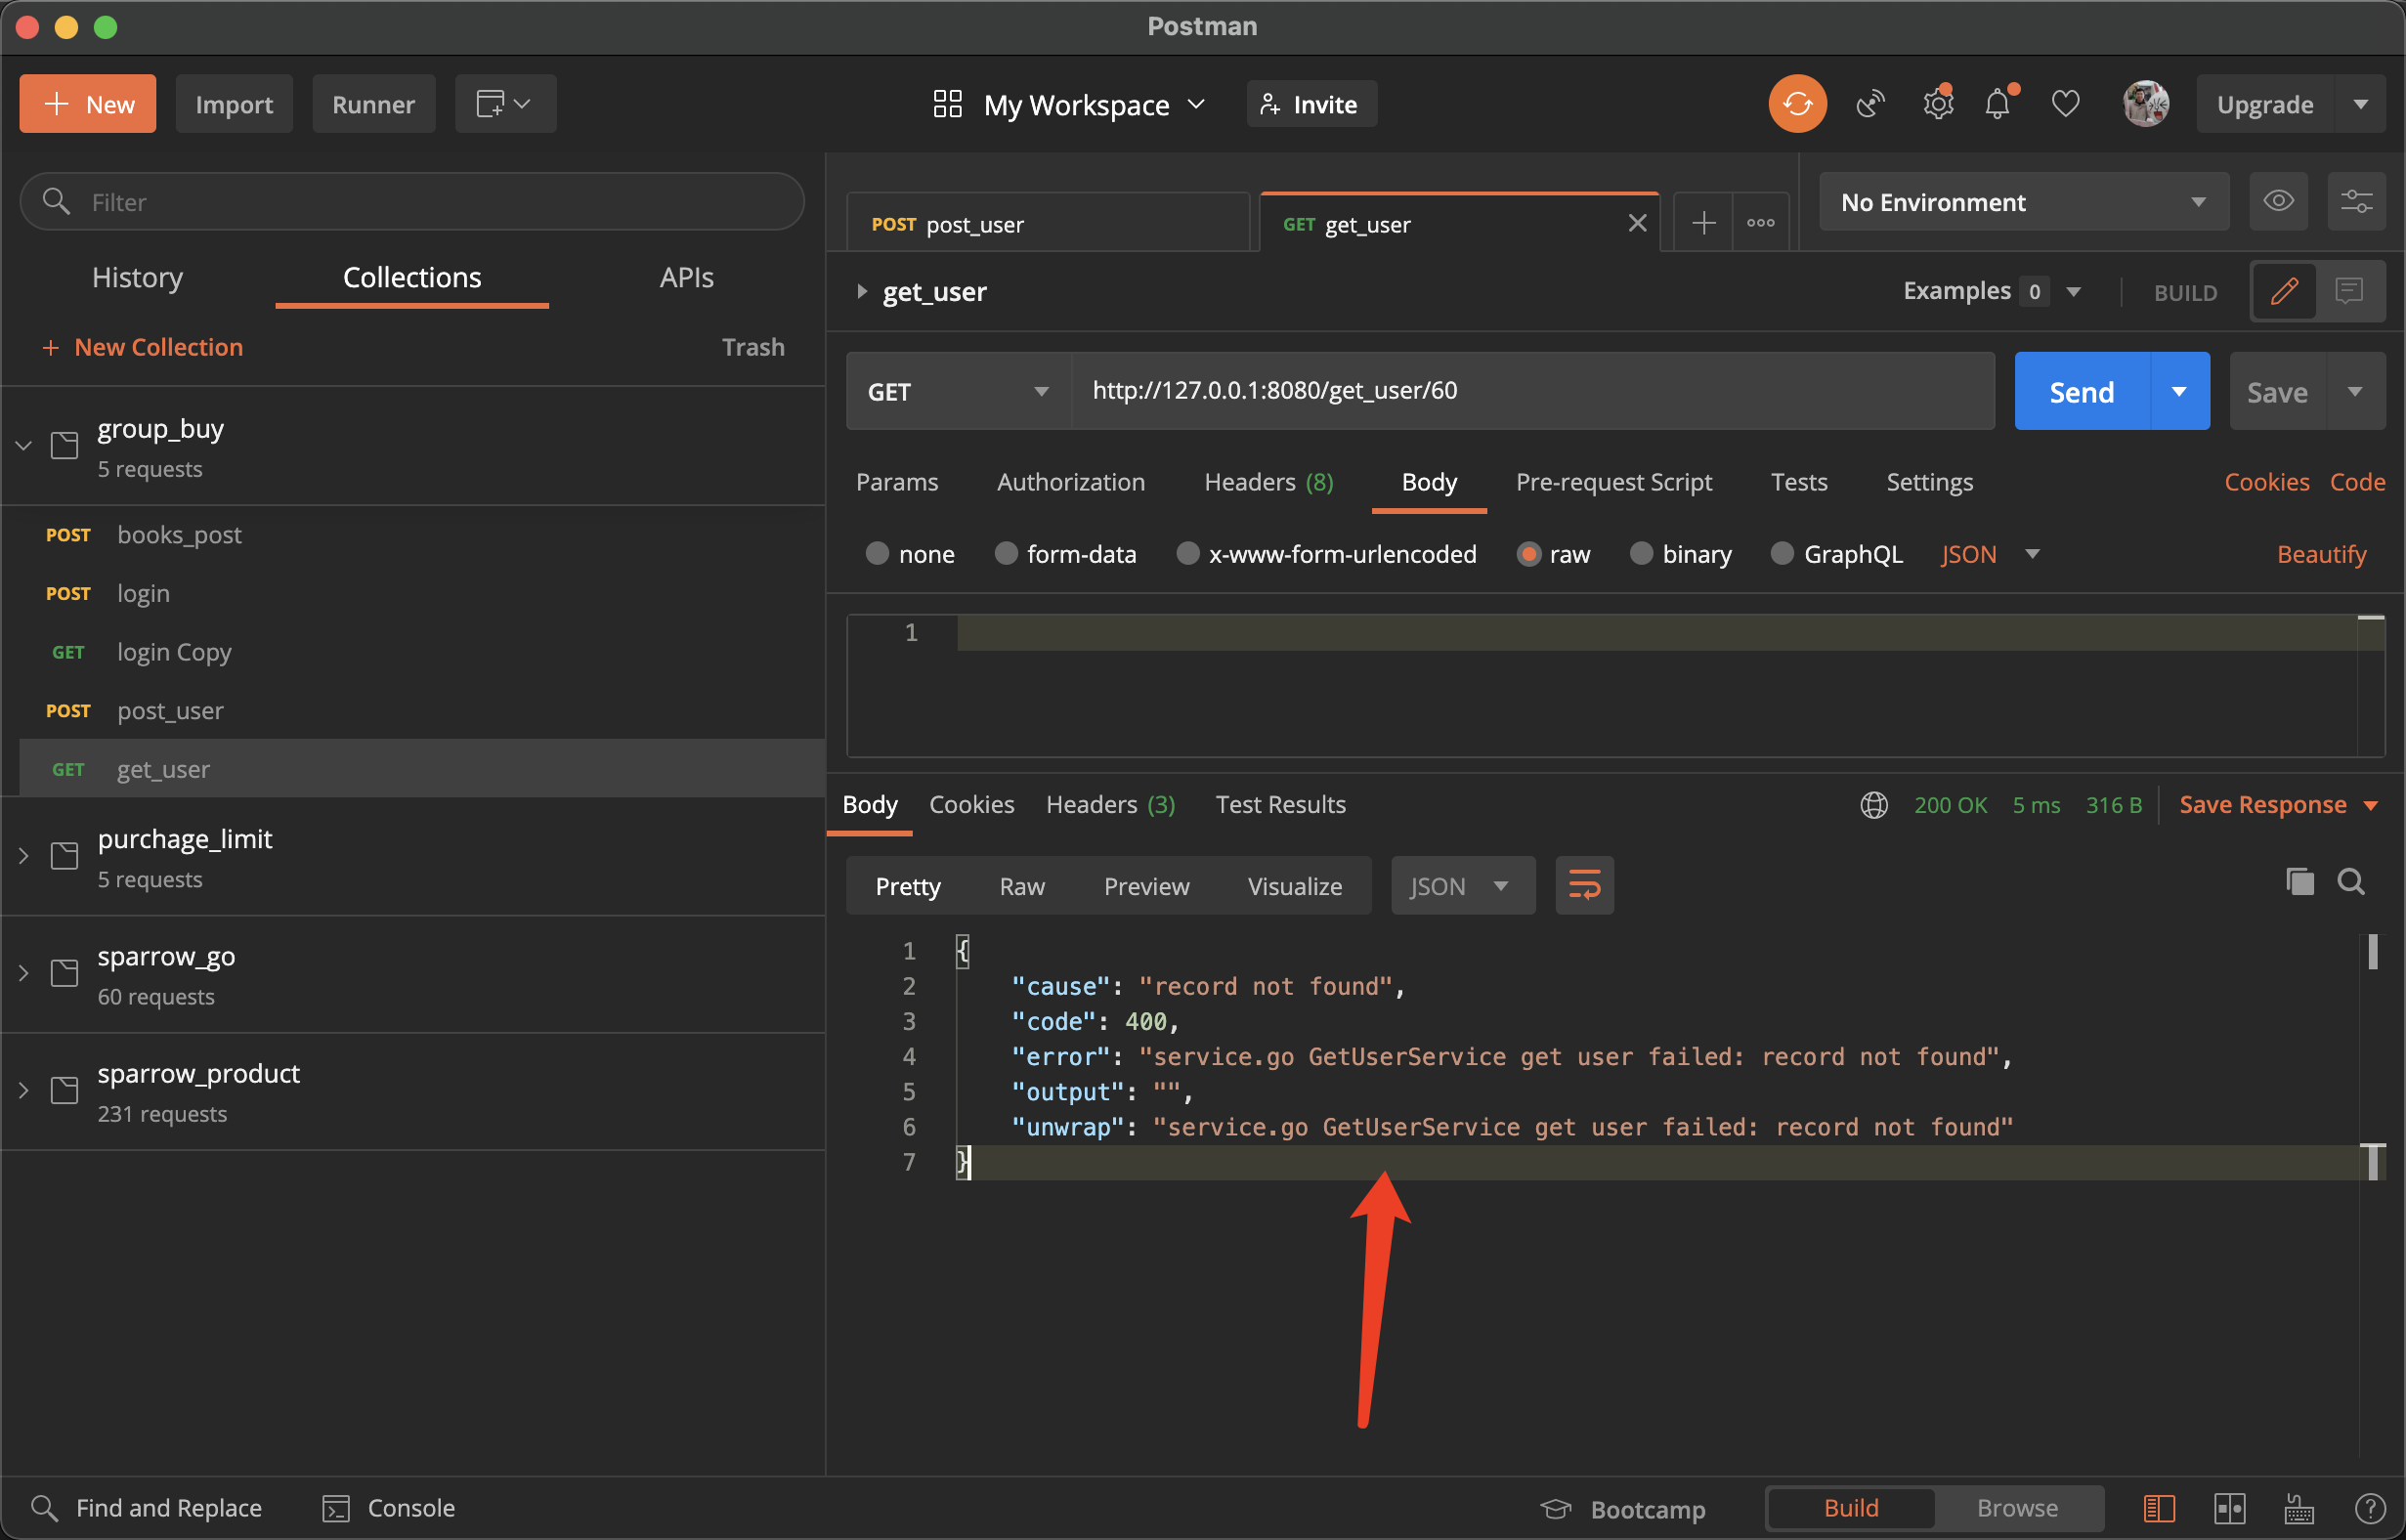 Postman
New
Import
Runner
My Workspace
Invite
Upgrade
Filter
History
Collections
APIs
+ New Collection
Trash
group_buy
5 requests
POST books_post
POST login
GET login Copy
POST post_user
GET get_user
purchage_limit
5 requests
sparrow_go
60 requests
sparrow_product
231 requests
POST post_user
GET get_user
No Environment
get_user
Examples 0
BUILD
GET
http://127.0.0.1:8080/get_user/60
Send
Save
Params
Authorization
Headers (8)
Body
Pre-request Script
Tests
Settings
Cookies
Code
none
form-data
x-www-form-urlencoded
raw
binary
GraphQL
JSON
Beautify
1
Body
Cookies
Headers (3)
Test Results
200 OK
5 ms
316 B
Save Response
Pretty
Raw
Preview
Visualize
JSON
1 {
2 "cause": "record not found",
3 "code": 400,
4 "error": "service.go GetUserService get user failed: record not found",
5 "output": "",
6 "unwrap": "service.go GetUserService get user failed: record not found"
7 }
Find and Replace
Console
Bootcamp
Build
Browse